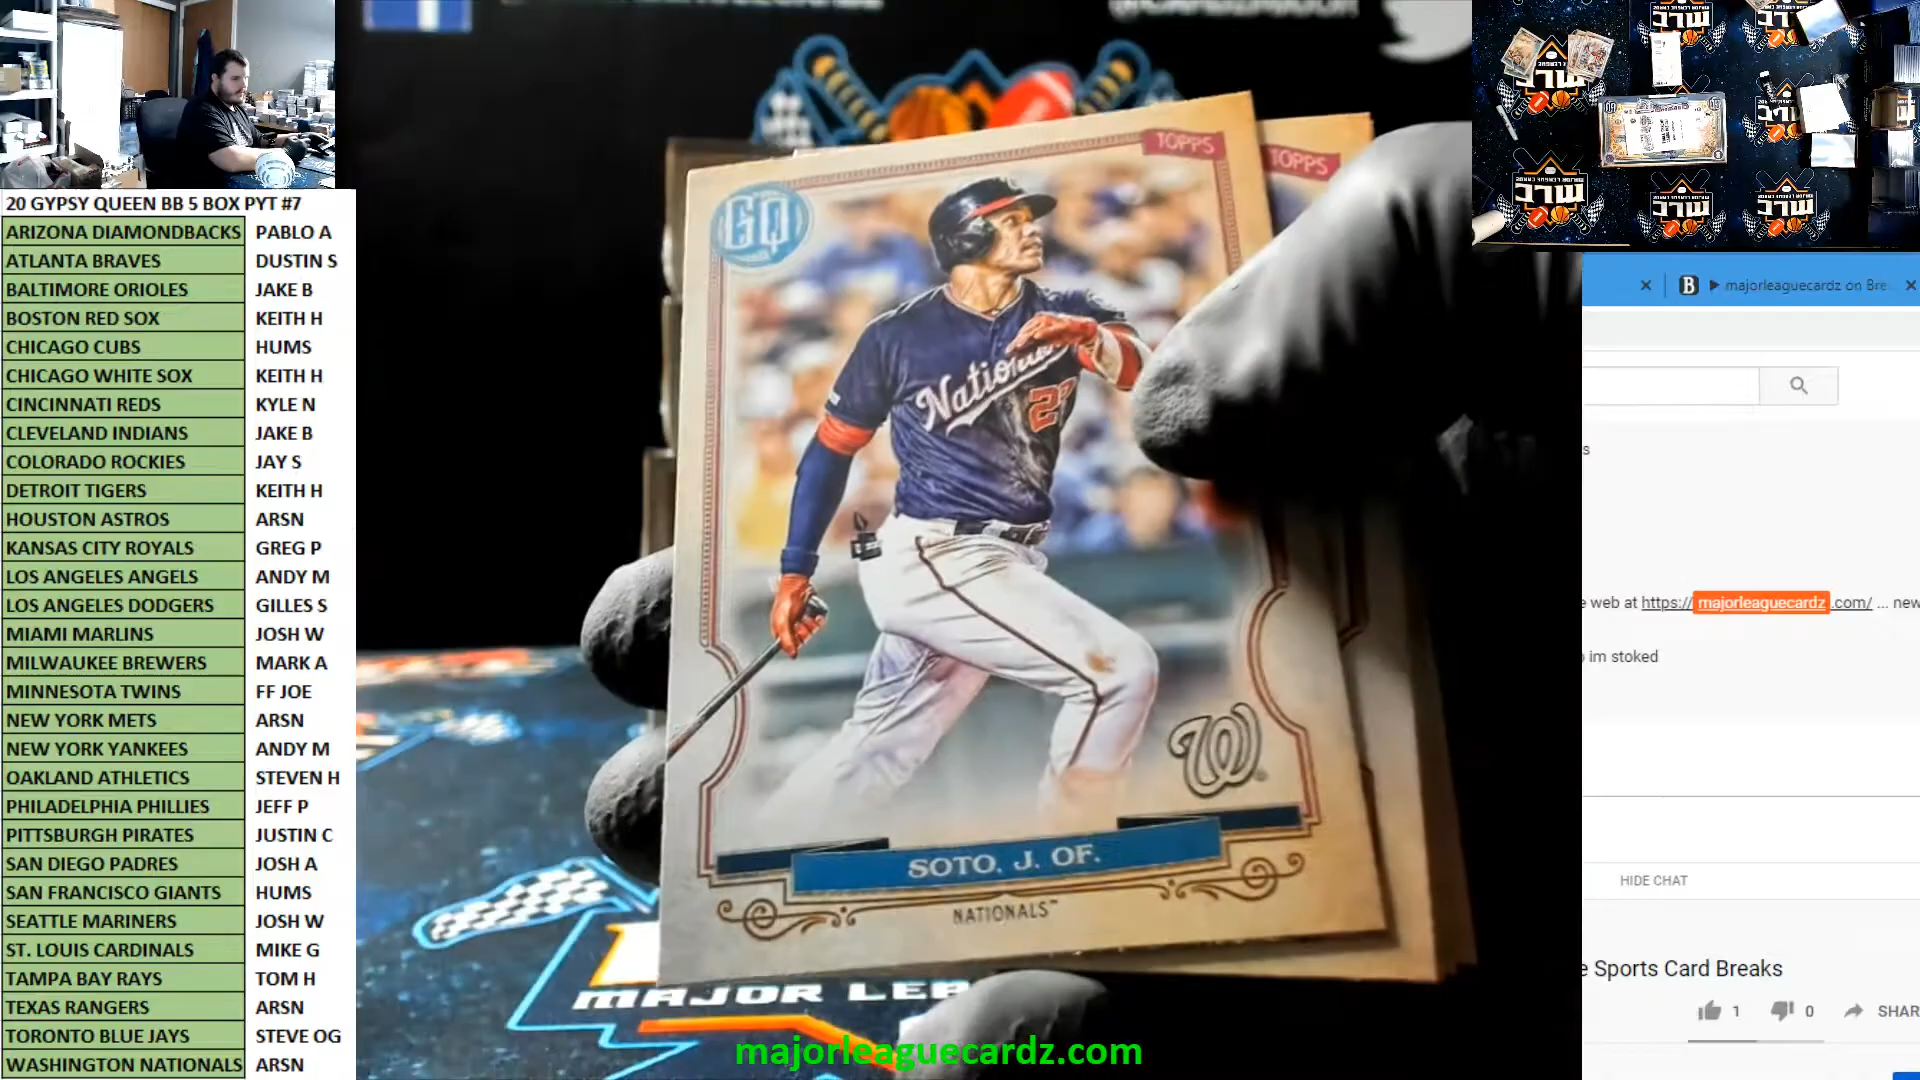 20 GYPSY QUEEN BB 5 BOX PYT #7
ARIZONA DIAMONDBACKS PABLO A
ATLANTA BRAVES DUSTIN S
BALTIMORE ORIOLES JAKE B
BOSTON RED SOX KEITH H
CHICAGO CUBS HUMS
CHICAGO WHITE SOX KEITH H
CINCINNATI REDS KYLE N
CLEVELAND INDIANS JAKE B
COLORADO ROCKIES JAY S
DETROIT TIGERS KEITH H
HOUSTON ASTROS ARSN
KANSAS CITY ROYALS GREG P
LOS ANGELES ANGELS ANDY M
LOS ANGELES DODGERS GILLES S
MIAMI MARLINS JOSH W
MILWAUKEE BREWERS MARK A
MINNESOTA TWINS FF JOE
NEW YORK METS ARSN
NEW YORK YANKEES ANDY M
OAKLAND ATHLETICS STEVEN H
PHILADELPHIA PHILLIES JEFF P
PITTSBURGH PIRATES JUSTIN C
SAN DIEGO PADRES JOSH A
SAN FRANCISCO GIANTS HUMS
SEATTLE MARINERS JOSH W
ST. LOUIS CARDINALS MIKE G
TAMPA BAY RAYS TOM H
TEXAS RANGERS ARSN
TORONTO BLUE JAYS STEVE OG
WASHINGTON NATIONALS ARSN
TOPPS
TOPPS
GQ
Nationals
27
W
SOTO, J. OF.
NATIONALS™
MAJOR LEA
majorleaguecardz.com
B ▶ majorleaguecardz on Bre
s
e web at https://majorleaguecardz.com/ ... new
o im stoked
HIDE CHAT
e Sports Card Breaks
1 0 SHAR